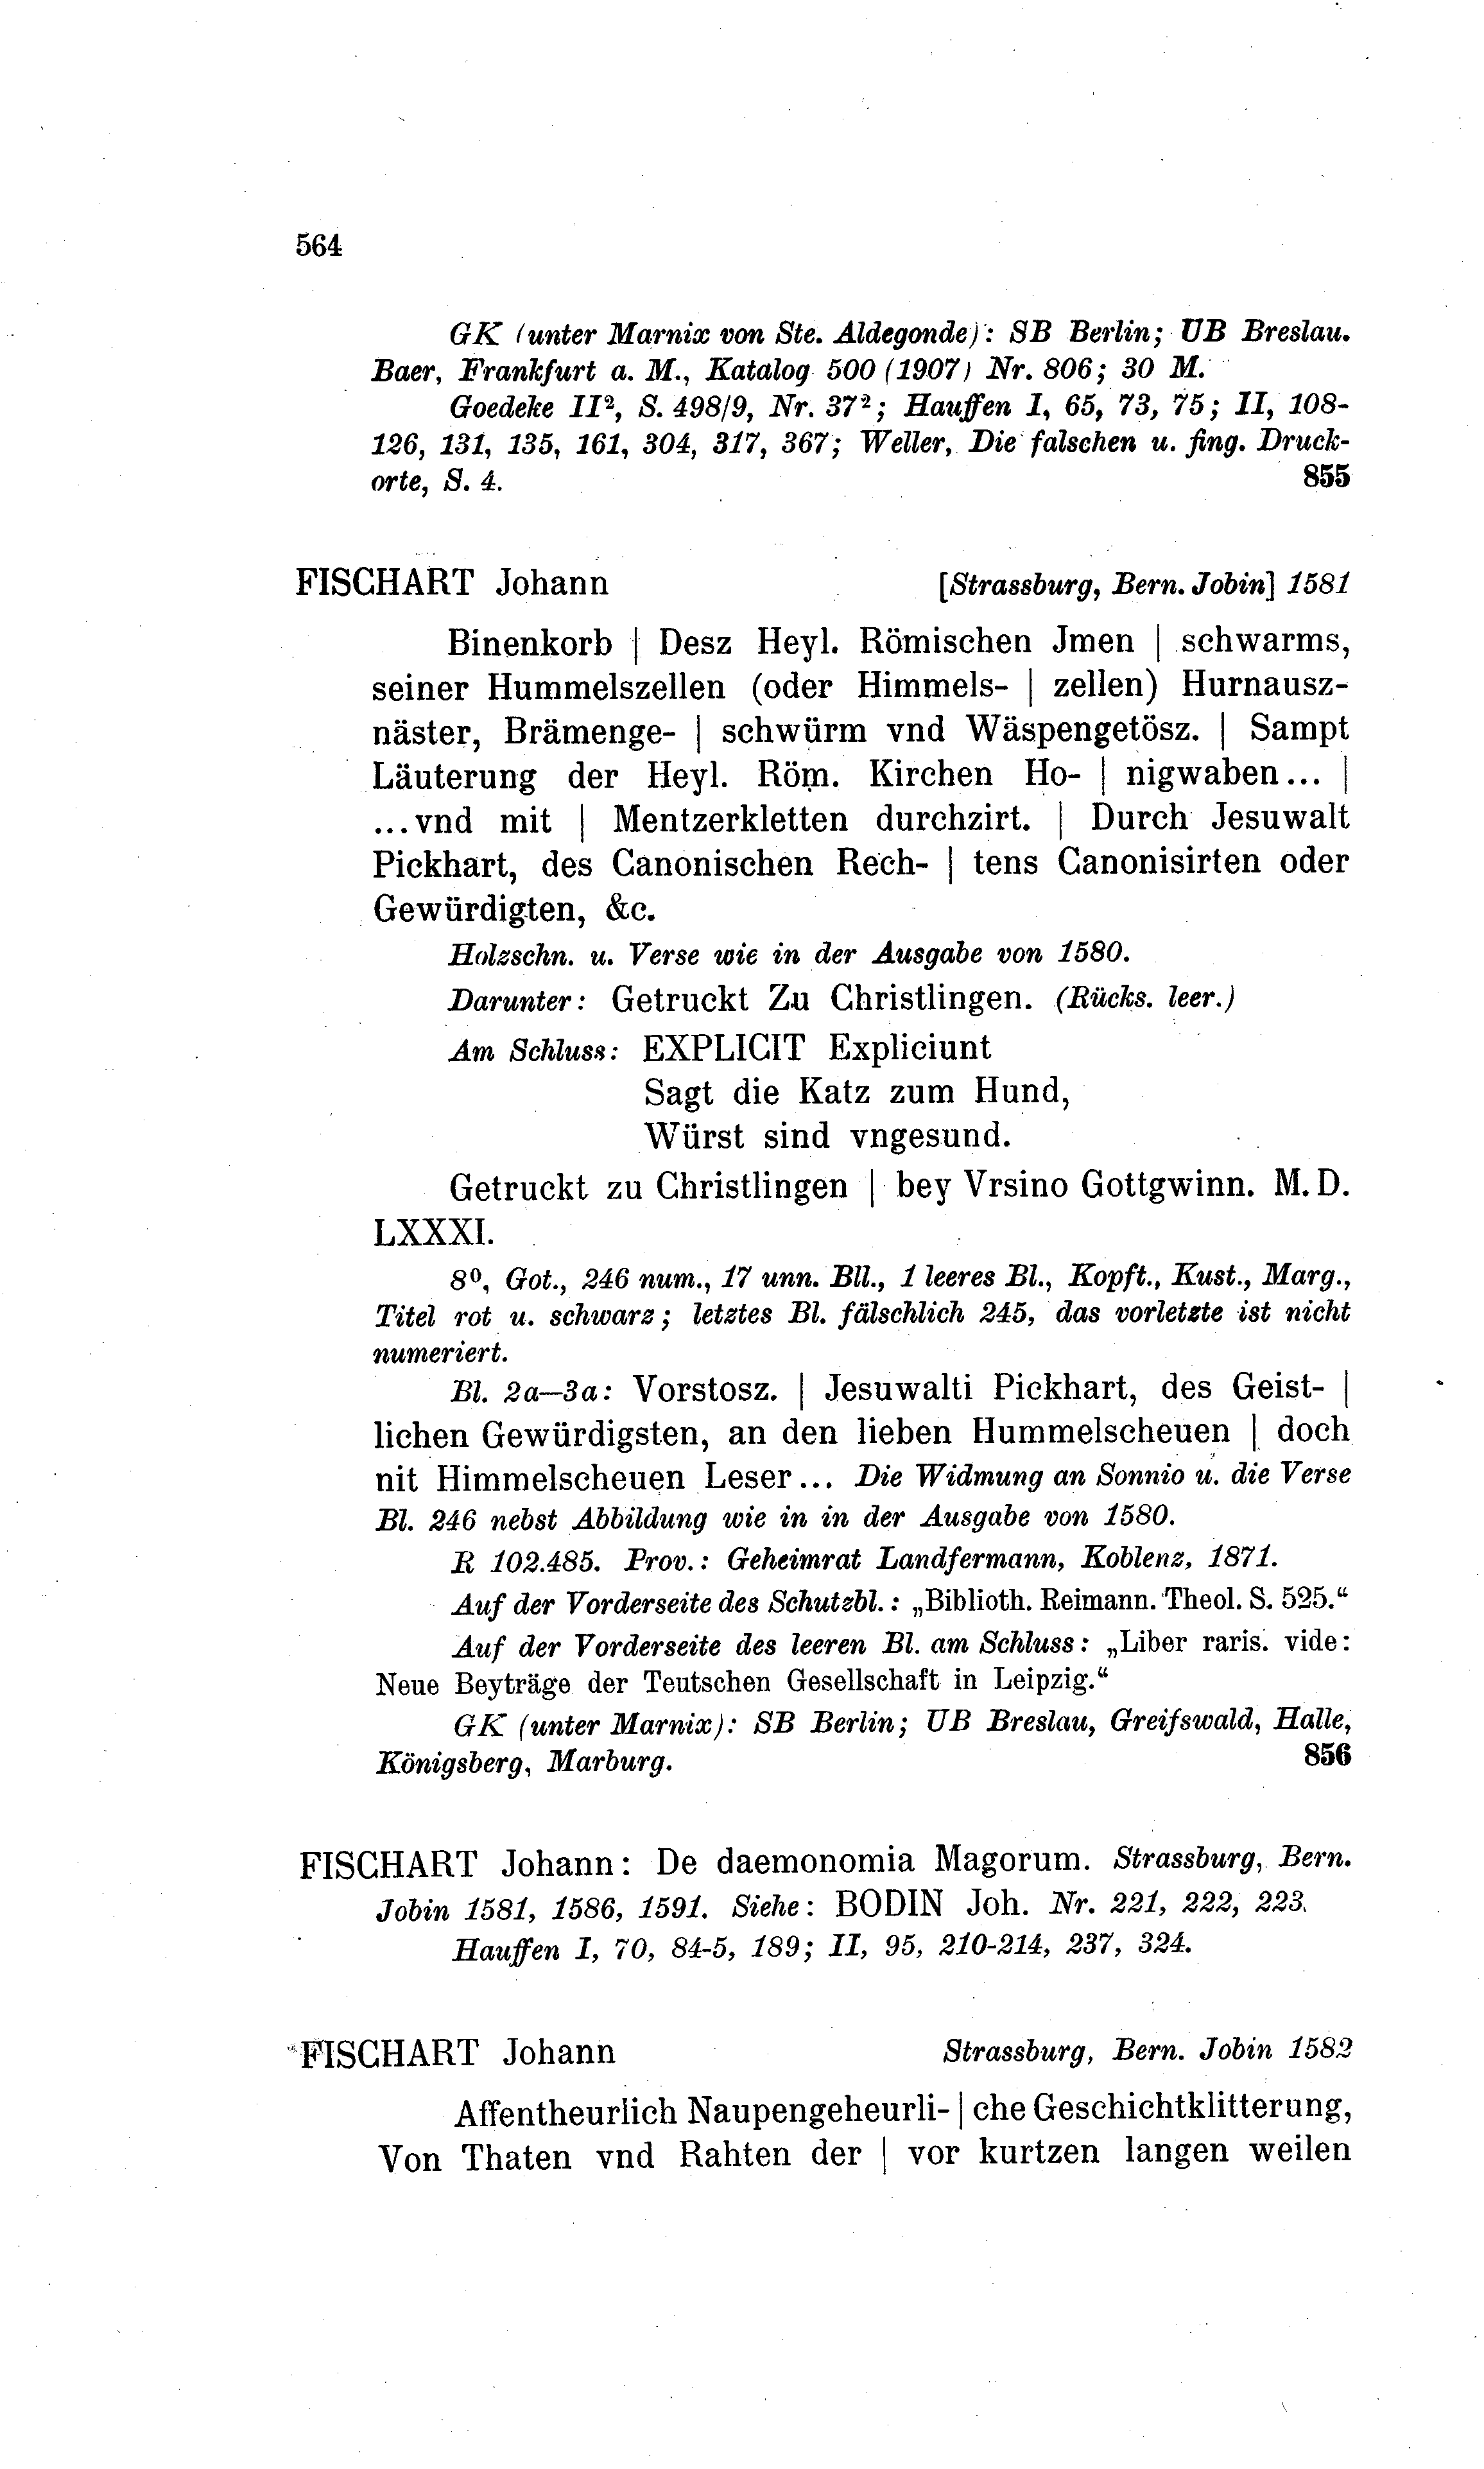 564
GK (unter Marnix von Ste. Aldegonde): SB Berlin; UB Breslau.
Baer, Frankfurt a. M., Katalog 500 (1907) Nr. 806; 30 M.
Goedeke II², S. 498/9, Nr. 37²; Hauffen I, 65, 73, 75; II, 108-
126, 131, 135, 161, 304, 317, 367; Weller, Die falschen u. fing. Druck-
orte, S. 4. 855
FISCHART Johann [Strassburg, Bern. Jobin] 1581
Binenkorb | Desz Heyl. Römischen Jmen | schwarms,
seiner Hummelszellen (oder Himmels- | zellen) Hurnausz-
näster, Brämenge- | schwürm vnd Wäspengetösz. | Sampt
Läuterung der Heyl. Röm. Kirchen Ho- | nigwaben... |
...vnd mit | Mentzerkletten durchzirt. | Durch Jesuwalt
Pickhart, des Canonischen Rech- | tens Canonisirten oder
Gewürdigten, &c.
Holzschn. u. Verse wie in der Ausgabe von 1580.
Darunter: Getruckt Zu Christlingen. (Rücks. leer.)
Am Schluss: EXPLICIT Expliciunt
Sagt die Katz zum Hund,
Würst sind vngesund.
Getruckt zu Christlingen | bey Vrsino Gottgwinn. M. D.
LXXXI.
8⁰, Got., 246 num., 17 unn. Bll., 1 leeres Bl., Kopft., Kust., Marg.,
Titel rot u. schwarz; letztes Bl. fälschlich 245, das vorletzte ist nicht
numeriert.
Bl. 2a—3a: Vorstosz. | Jesuwalti Pickhart, des Geist- |
lichen Gewürdigsten, an den lieben Hummelscheuen | doch
nit Himmelscheuen Leser... Die Widmung an Sonnio u. die Verse
Bl. 246 nebst Abbildung wie in in der Ausgabe von 1580.
R 102.485. Prov.: Geheimrat Landfermann, Koblenz, 1871.
Auf der Vorderseite des Schutzbl.: „Biblioth. Reimann. Theol. S. 525.“
Auf der Vorderseite des leeren Bl. am Schluss: „Liber raris. vide:
Neue Beyträge der Teutschen Gesellschaft in Leipzig.“
GK (unter Marnix): SB Berlin; UB Breslau, Greifswald, Halle,
Königsberg, Marburg. 856
FISCHART Johann: De daemonomia Magorum. Strassburg, Bern.
Jobin 1581, 1586, 1591. Siehe: BODIN Joh. Nr. 221, 222, 223.
Hauffen I, 70, 84-5, 189; II, 95, 210-214, 237, 324.
*FISCHART Johann Strassburg, Bern. Jobin 1582
Affentheurlich Naupengeheurli- | che Geschichtklitterung,
Von Thaten vnd Rahten der | vor kurtzen langen weilen